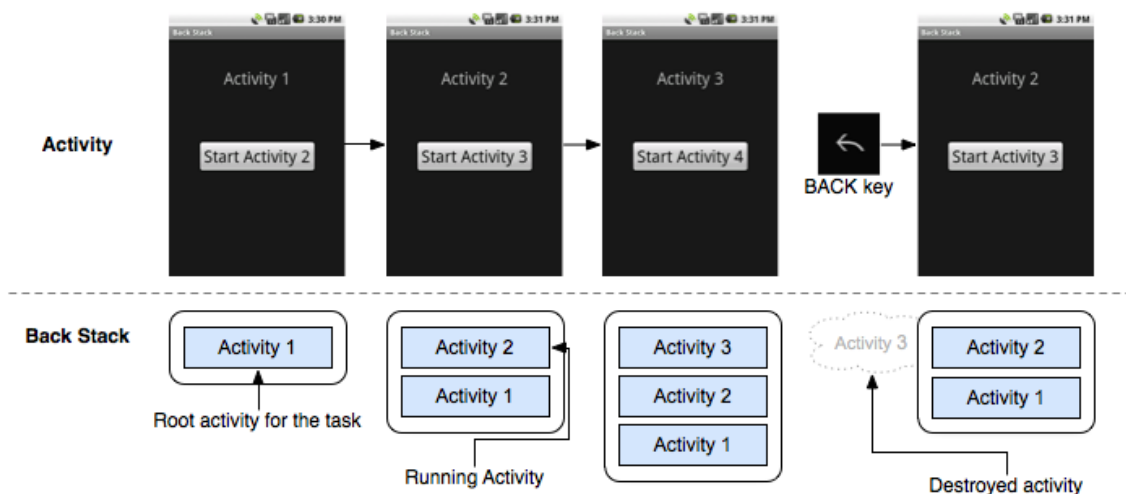 3:30 PM
Back Stack
Activity 1
Start Activity 2
3:31 PM
Back Stack
Activity 2
Start Activity 3
3:31 PM
Back Stack
Activity 3
Start Activity 4
3:31 PM
Back Stack
Activity 2
Start Activity 3
Activity
BACK key
Back Stack
Activity 1
Root activity for the task
Activity 2
Activity 1
Running Activity
Activity 3
Activity 2
Activity 1
Activity 3
Activity 2
Activity 1
Destroyed activity